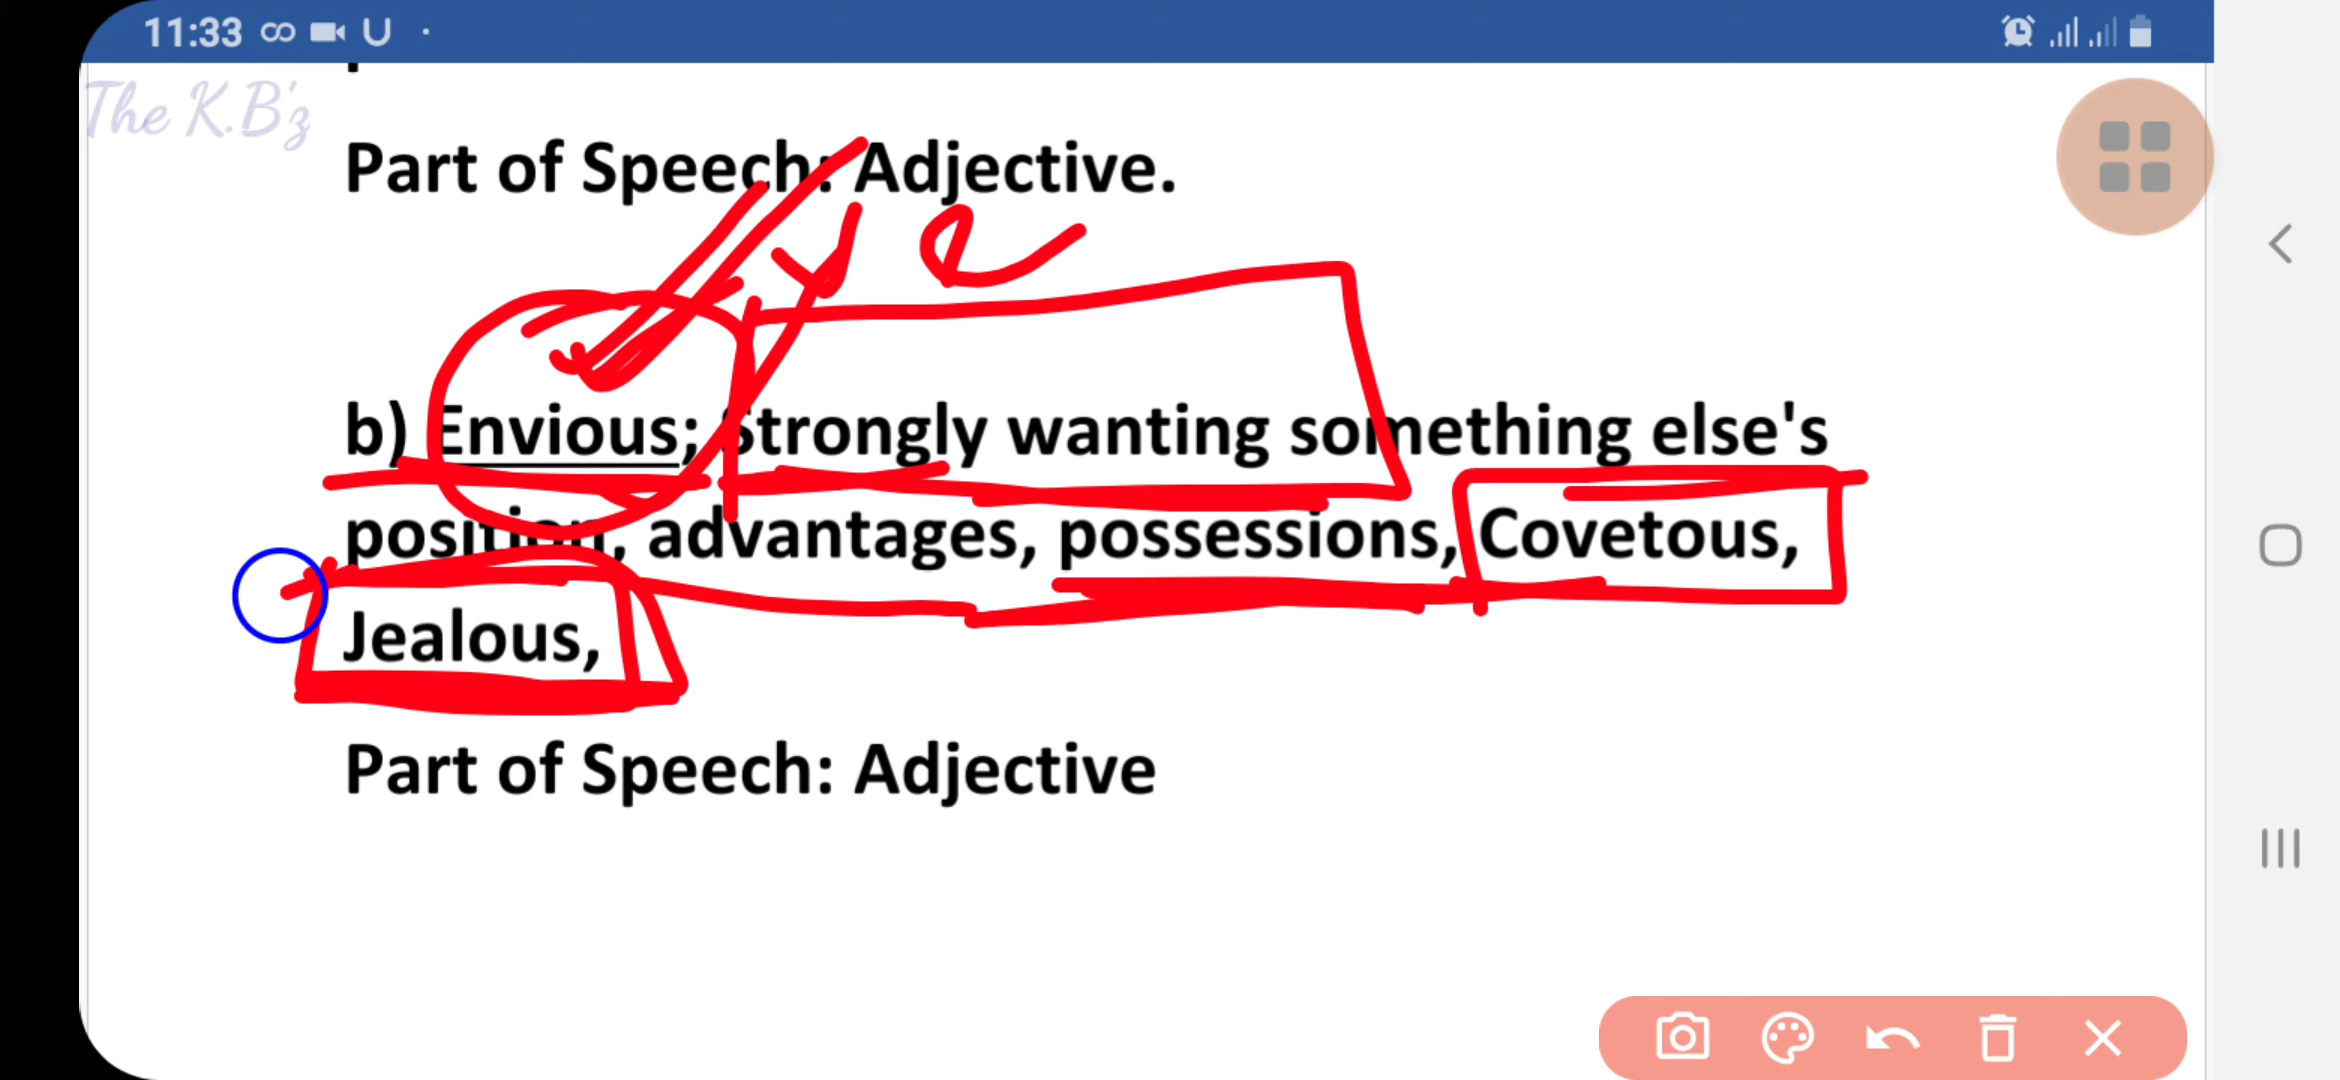 11:33
The K.B'z
Part of Speech: Adjective.
b) Envious; Strongly wanting something else's
position, advantages, possessions, Covetous,
Jealous,
Part of Speech: Adjective